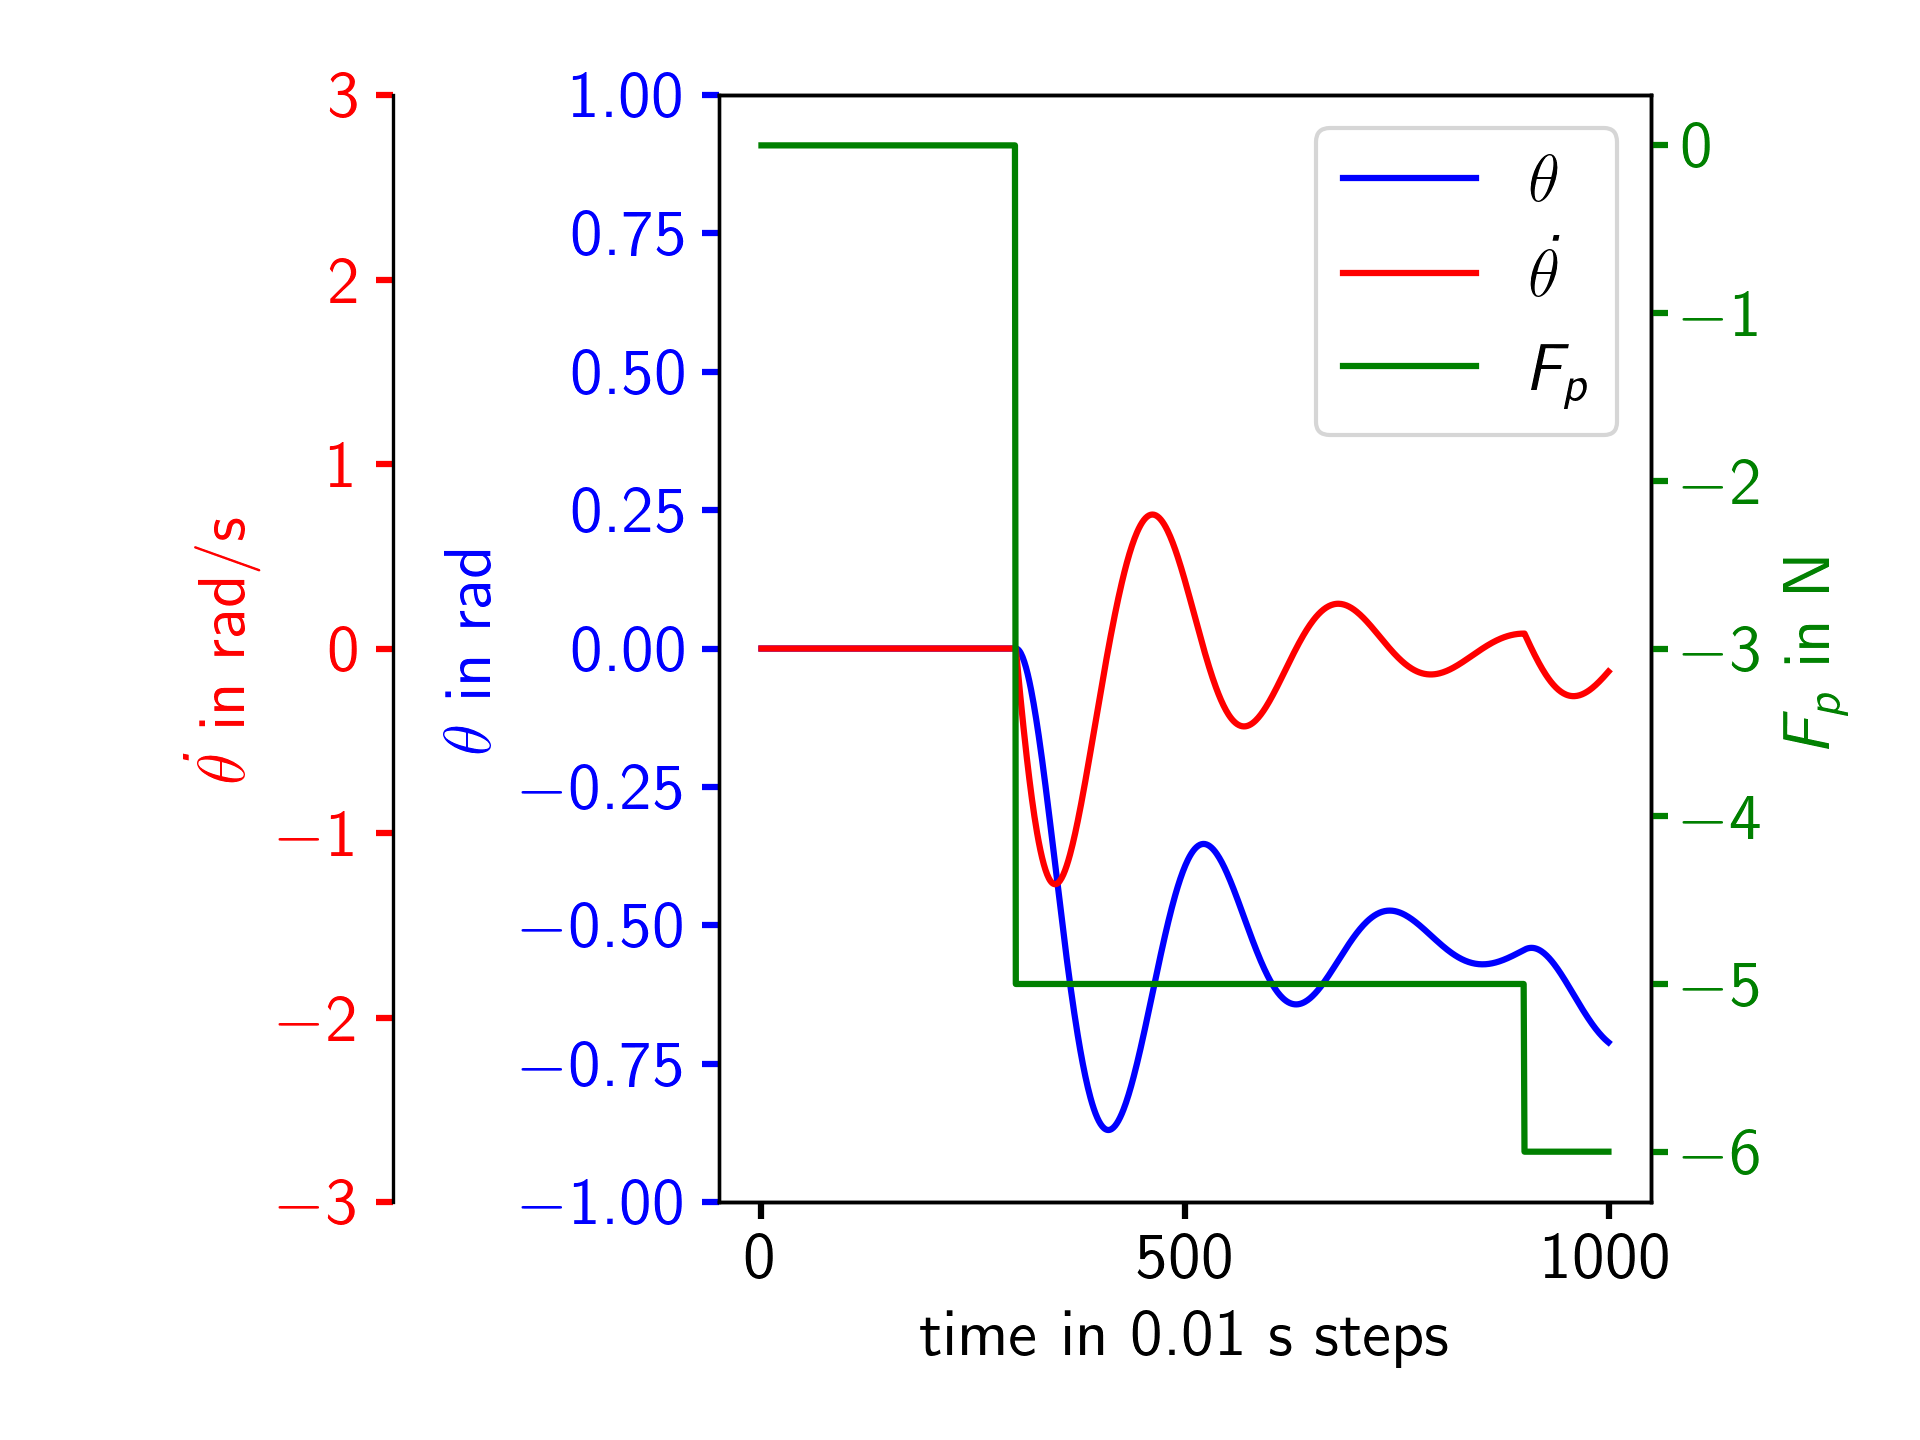 θ̇ in rad/s
3
2
1
0
−1
−2
−3
θ in rad
1.00
0.75
0.50
0.25
0.00
−0.25
−0.50
−0.75
−1.00
θ
θ̇
Fₚ
0
−1
−2
−3
−4
−5
−6
Fₚ in N
0 500 1000
time in 0.01 s steps